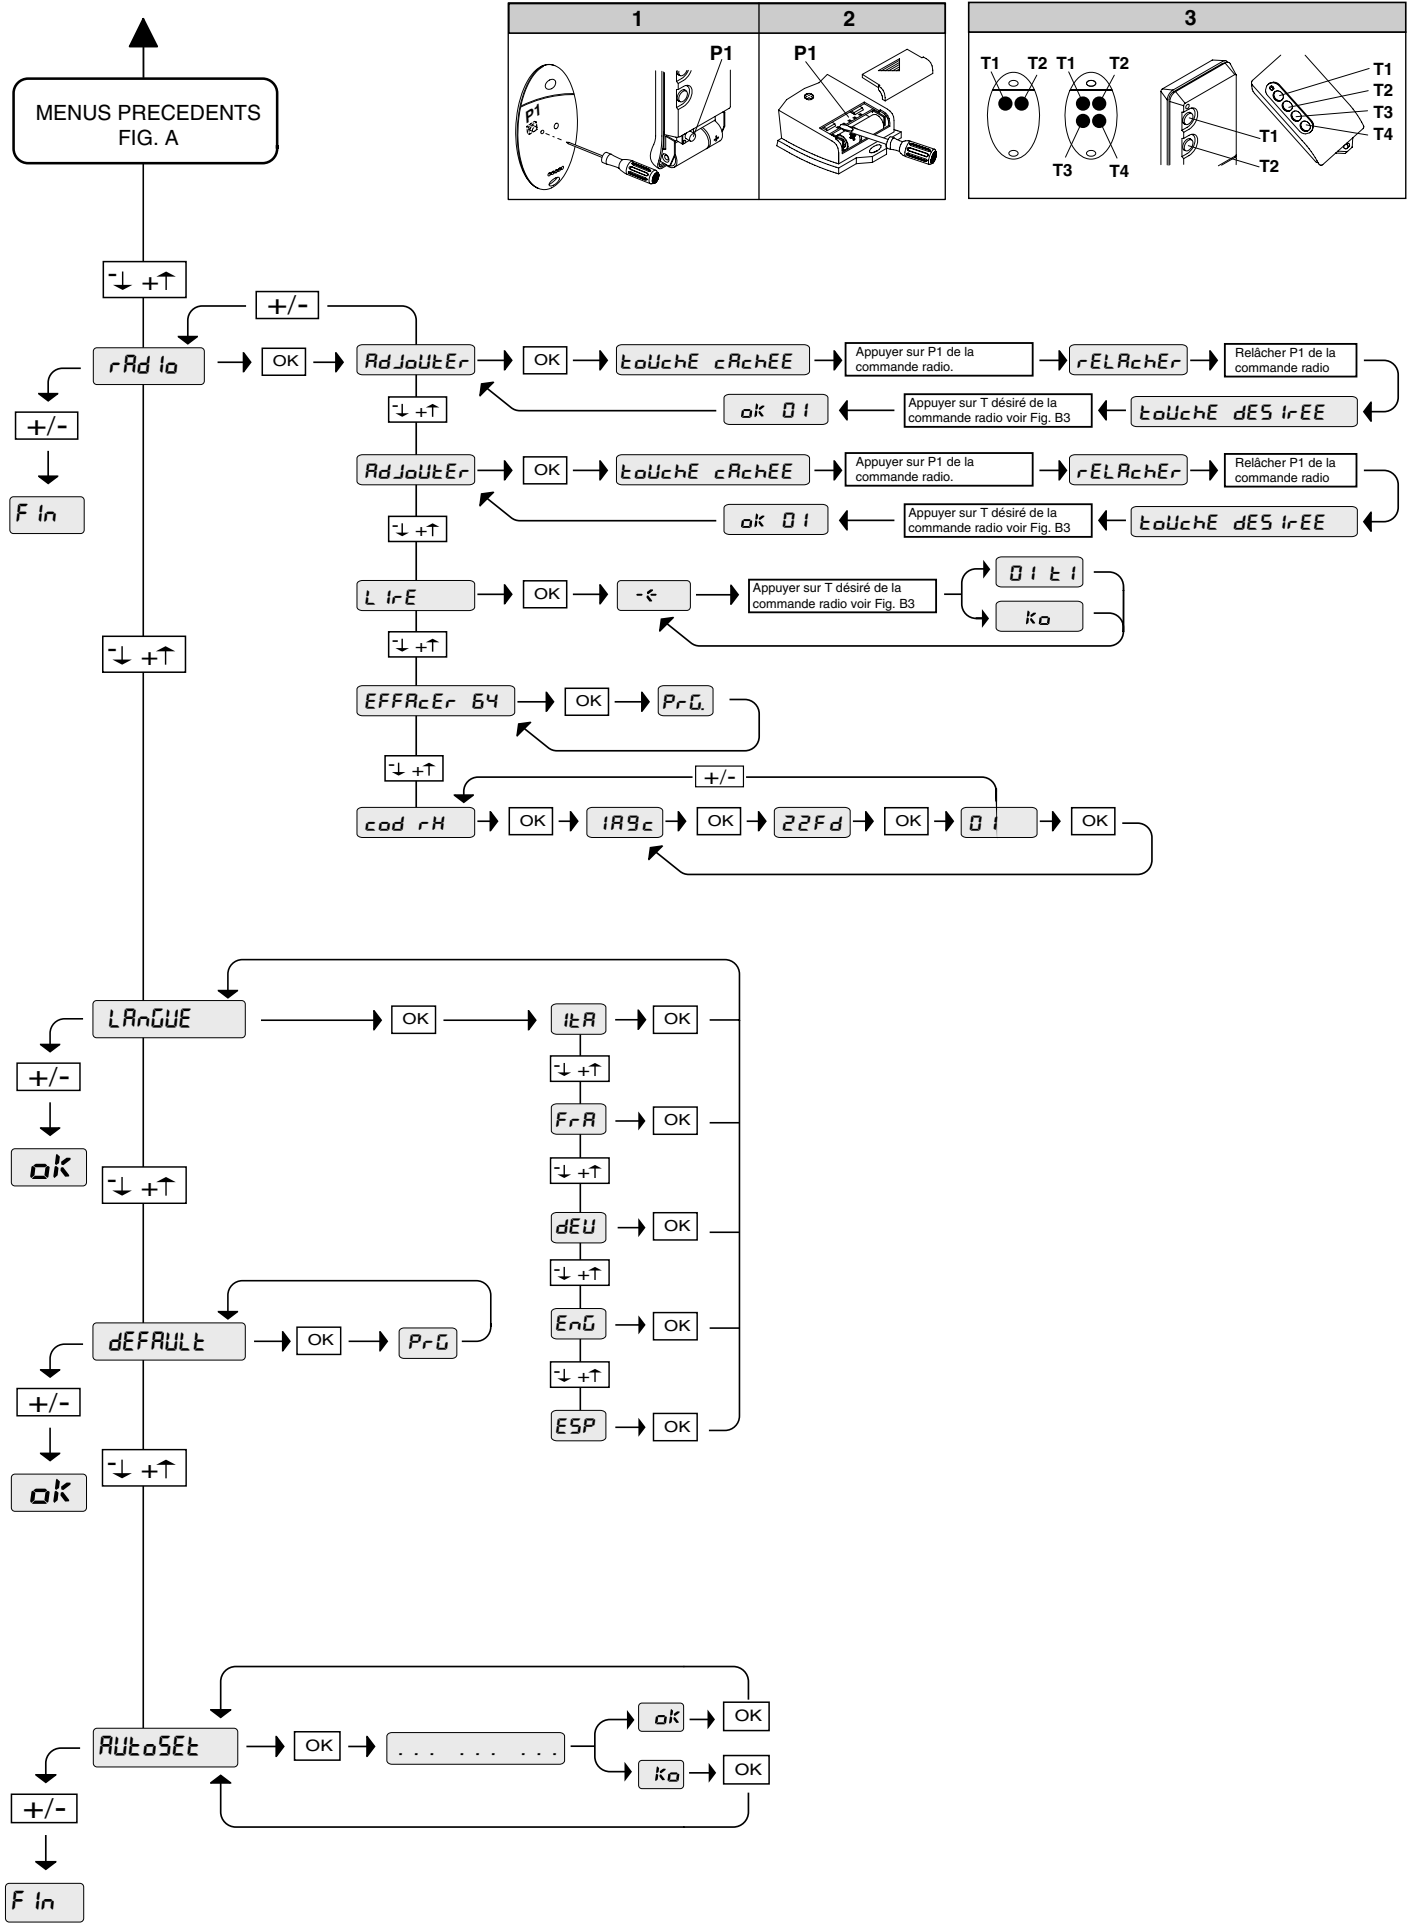 1 2 3
P1 P1
P1
T1 T2 T1 T2
T3 T4
T1
T2
T1
T2
T3
T4
MENUS PRECEDENTS
FIG. A
-↓ +↑
+/-
rAdIo OK AdJoUtEr OK toUchE cAchEE Appuyer sur P1 de la commande radio. rELAchEr Relâcher P1 de la commande radio
+/- -↓ +↑ ok 01 Appuyer sur T désiré de la commande radio voir Fig. B3 toUchE dESIrEE
FIn
AdJoUtEr OK toUchE cAchEE Appuyer sur P1 de la commande radio. rELAchEr Relâcher P1 de la commande radio
-↓ +↑ ok 01 Appuyer sur T désiré de la commande radio voir Fig. B3 toUchE dESIrEE
LIrE OK -← Appuyer sur T désiré de la commande radio voir Fig. B3 01 t1
Ko
-↓ +↑ -↓ +↑
EFFAcEr 64 OK PrG.
-↓ +↑ +/-
cod rH OK 1A9c OK 22Fd OK 01 OK
LAnGUE OK ItA OK
+/- -↓ +↑
FrA OK
ok -↓ +↑ -↓ +↑
dEU OK
-↓ +↑
dEFAULt OK PrG EnG OK
+/- -↓ +↑
ESP OK
ok -↓ +↑
AUtoSEt OK ... ... ... ok OK
Ko OK
+/-
FIn